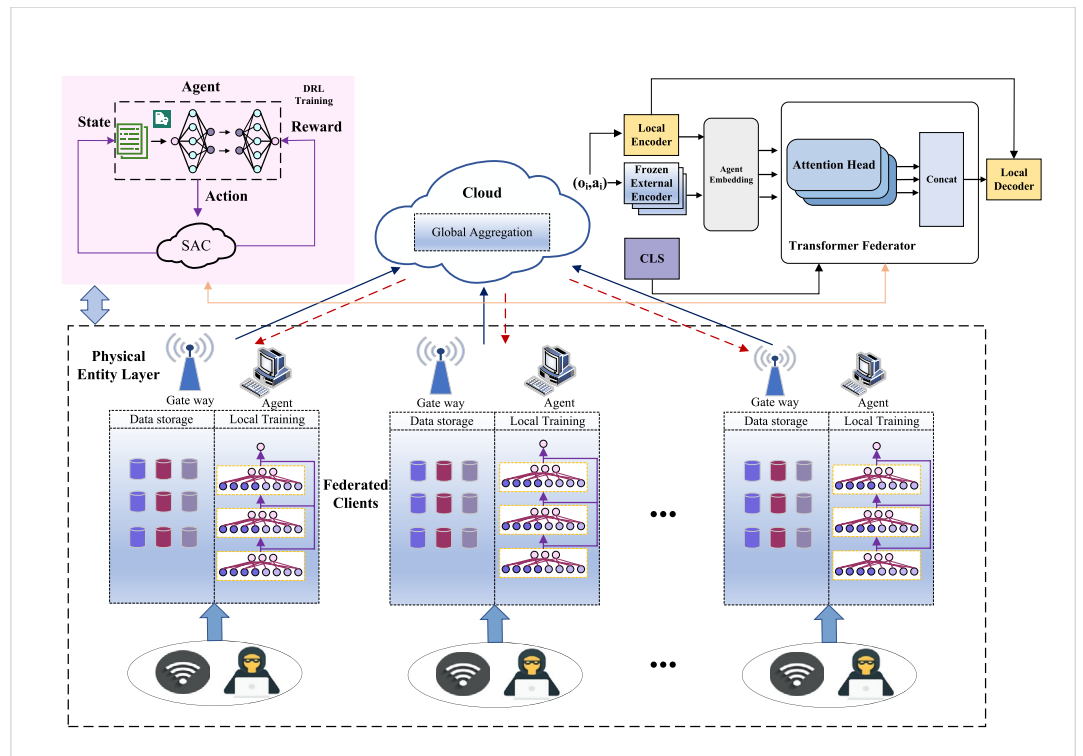 Agent
DRL
Training
State
Reward
Action
SAC
Cloud
Global Aggregation
(oᵢ,aᵢ)
Local
Encoder
Frozen
External
Encoder
CLS
Agent
Embedding
Attention Head
Concat
Transformer Federator
Local
Decoder
Physical
Entity Layer
Gate way
Agent
Data storage
Local Training
Federated
Clients
Gate way
Agent
Data storage
Local Training
•••
Gate way
Agent
Data storage
Local Training
•••